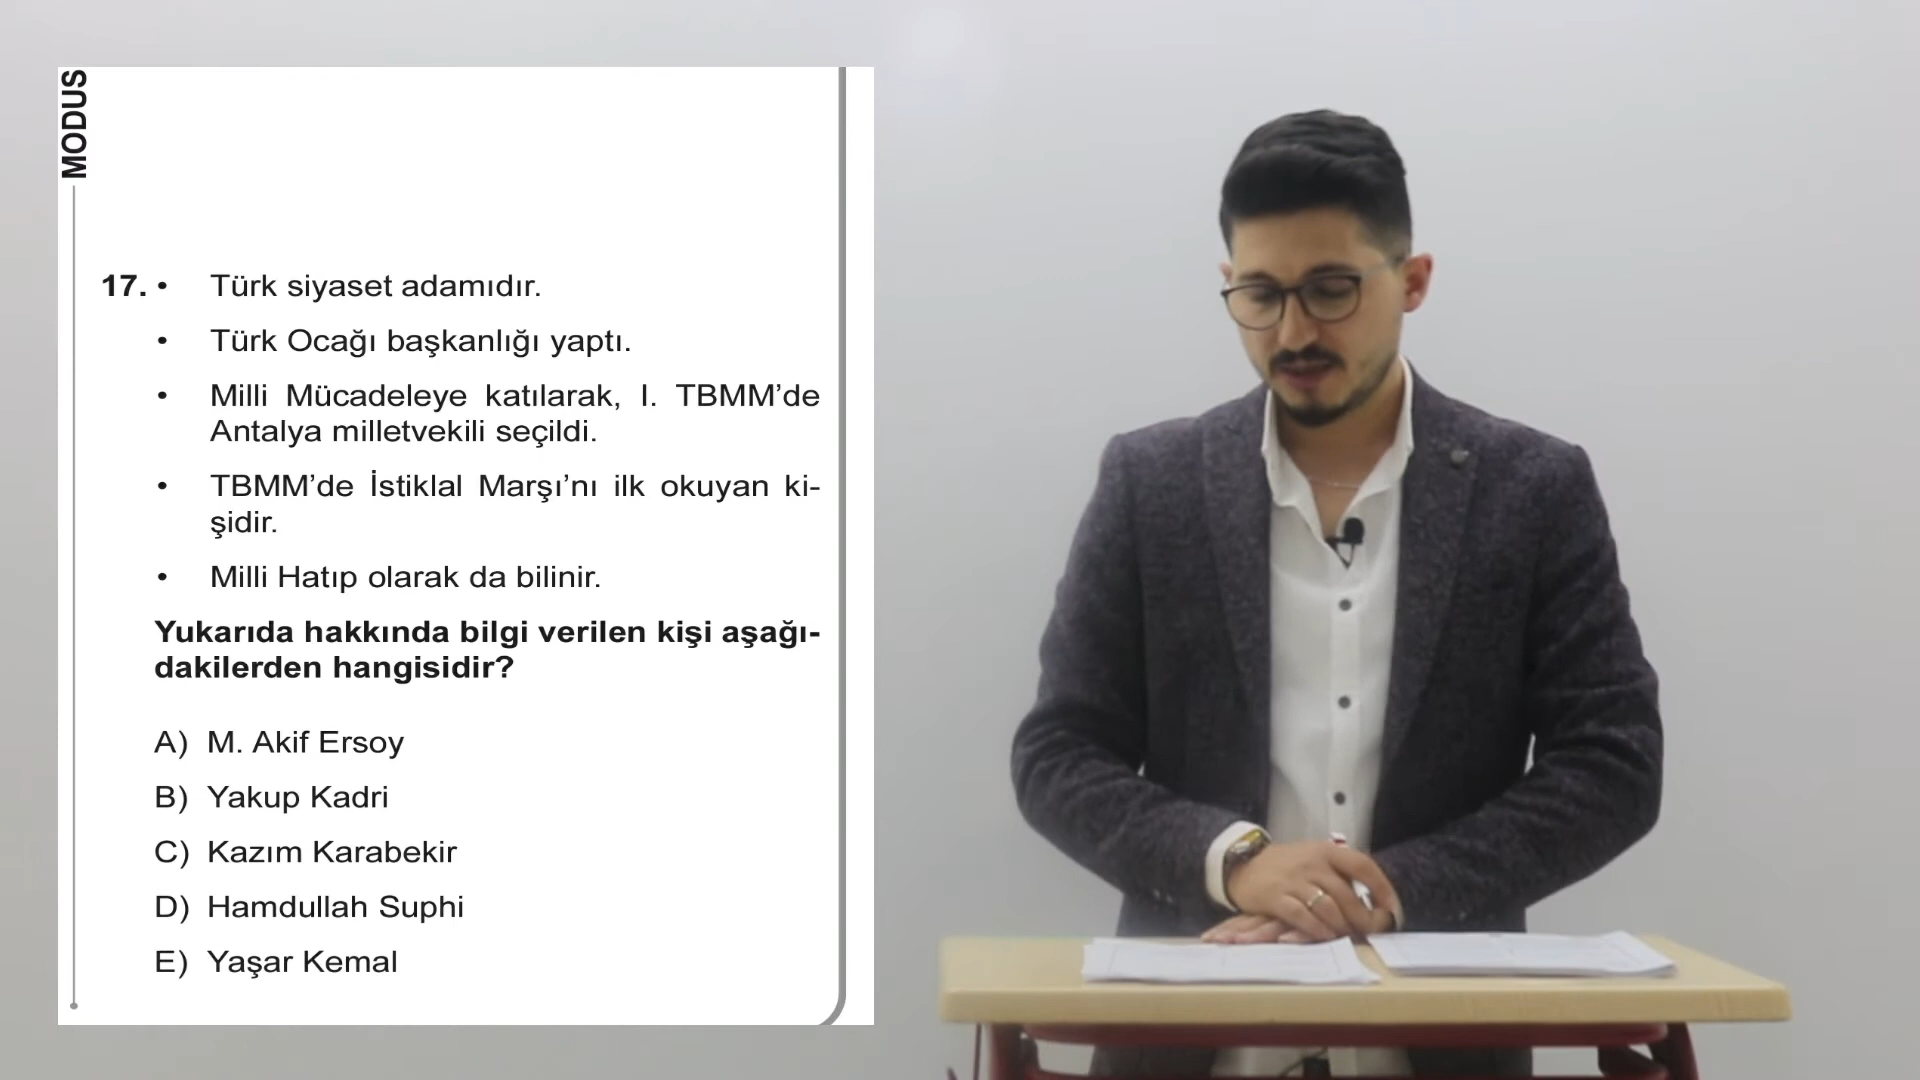 MODUS
17. • Türk siyaset adamıdır.
• Türk Ocağı başkanlığı yaptı.
• Milli Mücadeleye katılarak, I. TBMM’de
Antalya milletvekili seçildi.
• TBMM’de İstiklal Marşı’nı ilk okuyan ki-
şidir.
• Milli Hatıp olarak da bilinir.
Yukarıda hakkında bilgi verilen kişi aşağı-
dakilerden hangisidir?
A) M. Akif Ersoy
B) Yakup Kadri
C) Kazım Karabekir
D) Hamdullah Suphi
E) Yaşar Kemal